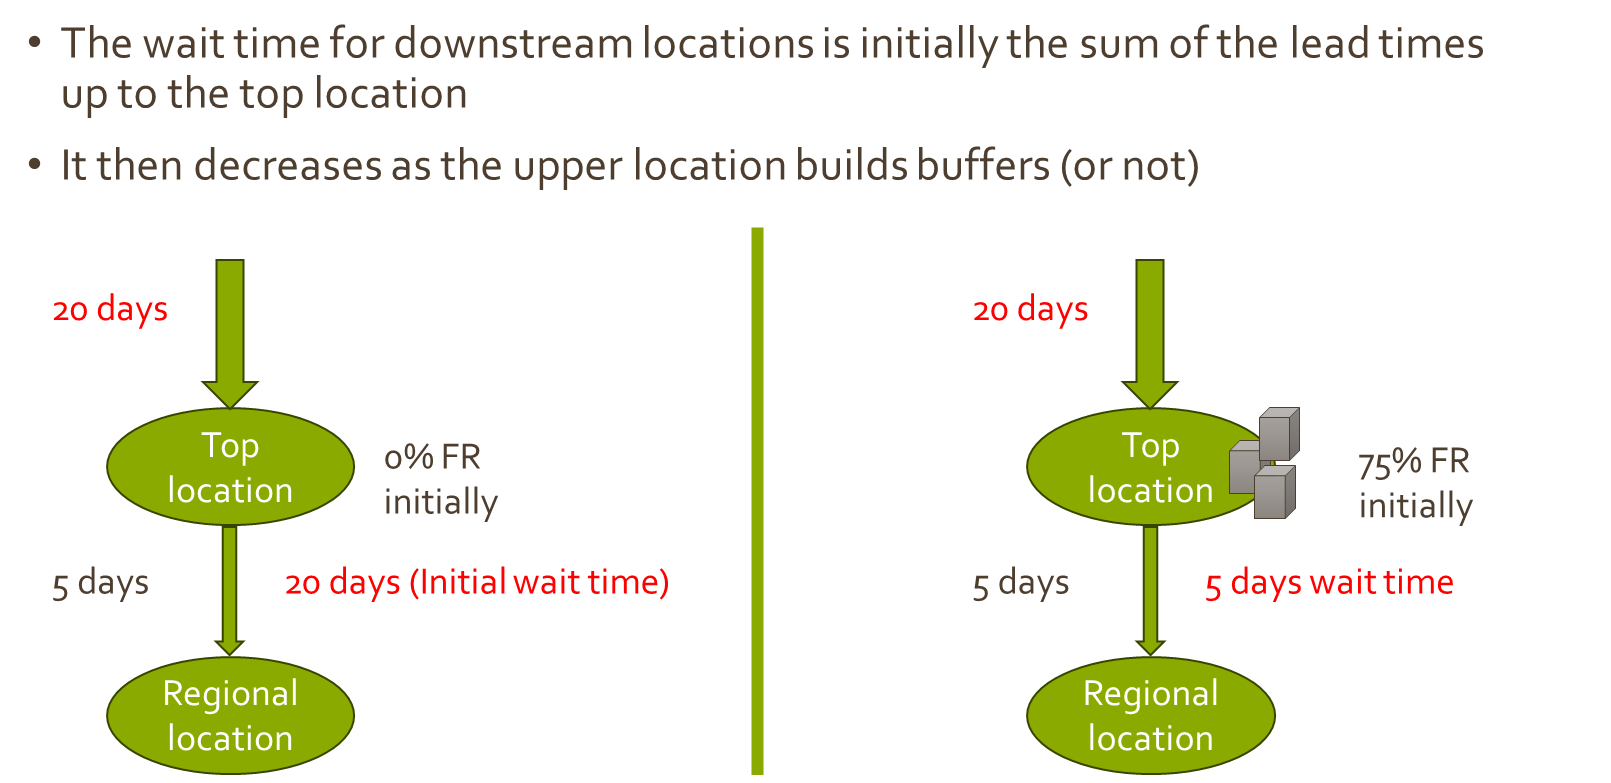 • The wait time for downstream locations is initially the sum of the lead times
up to the top location
• It then decreases as the upper location builds buffers (or not)
20 days
Top
location
0% FR
initially
5 days
20 days (Initial wait time)
Regional
location
20 days
Top
location
75% FR
initially
5 days
5 days wait time
Regional
location